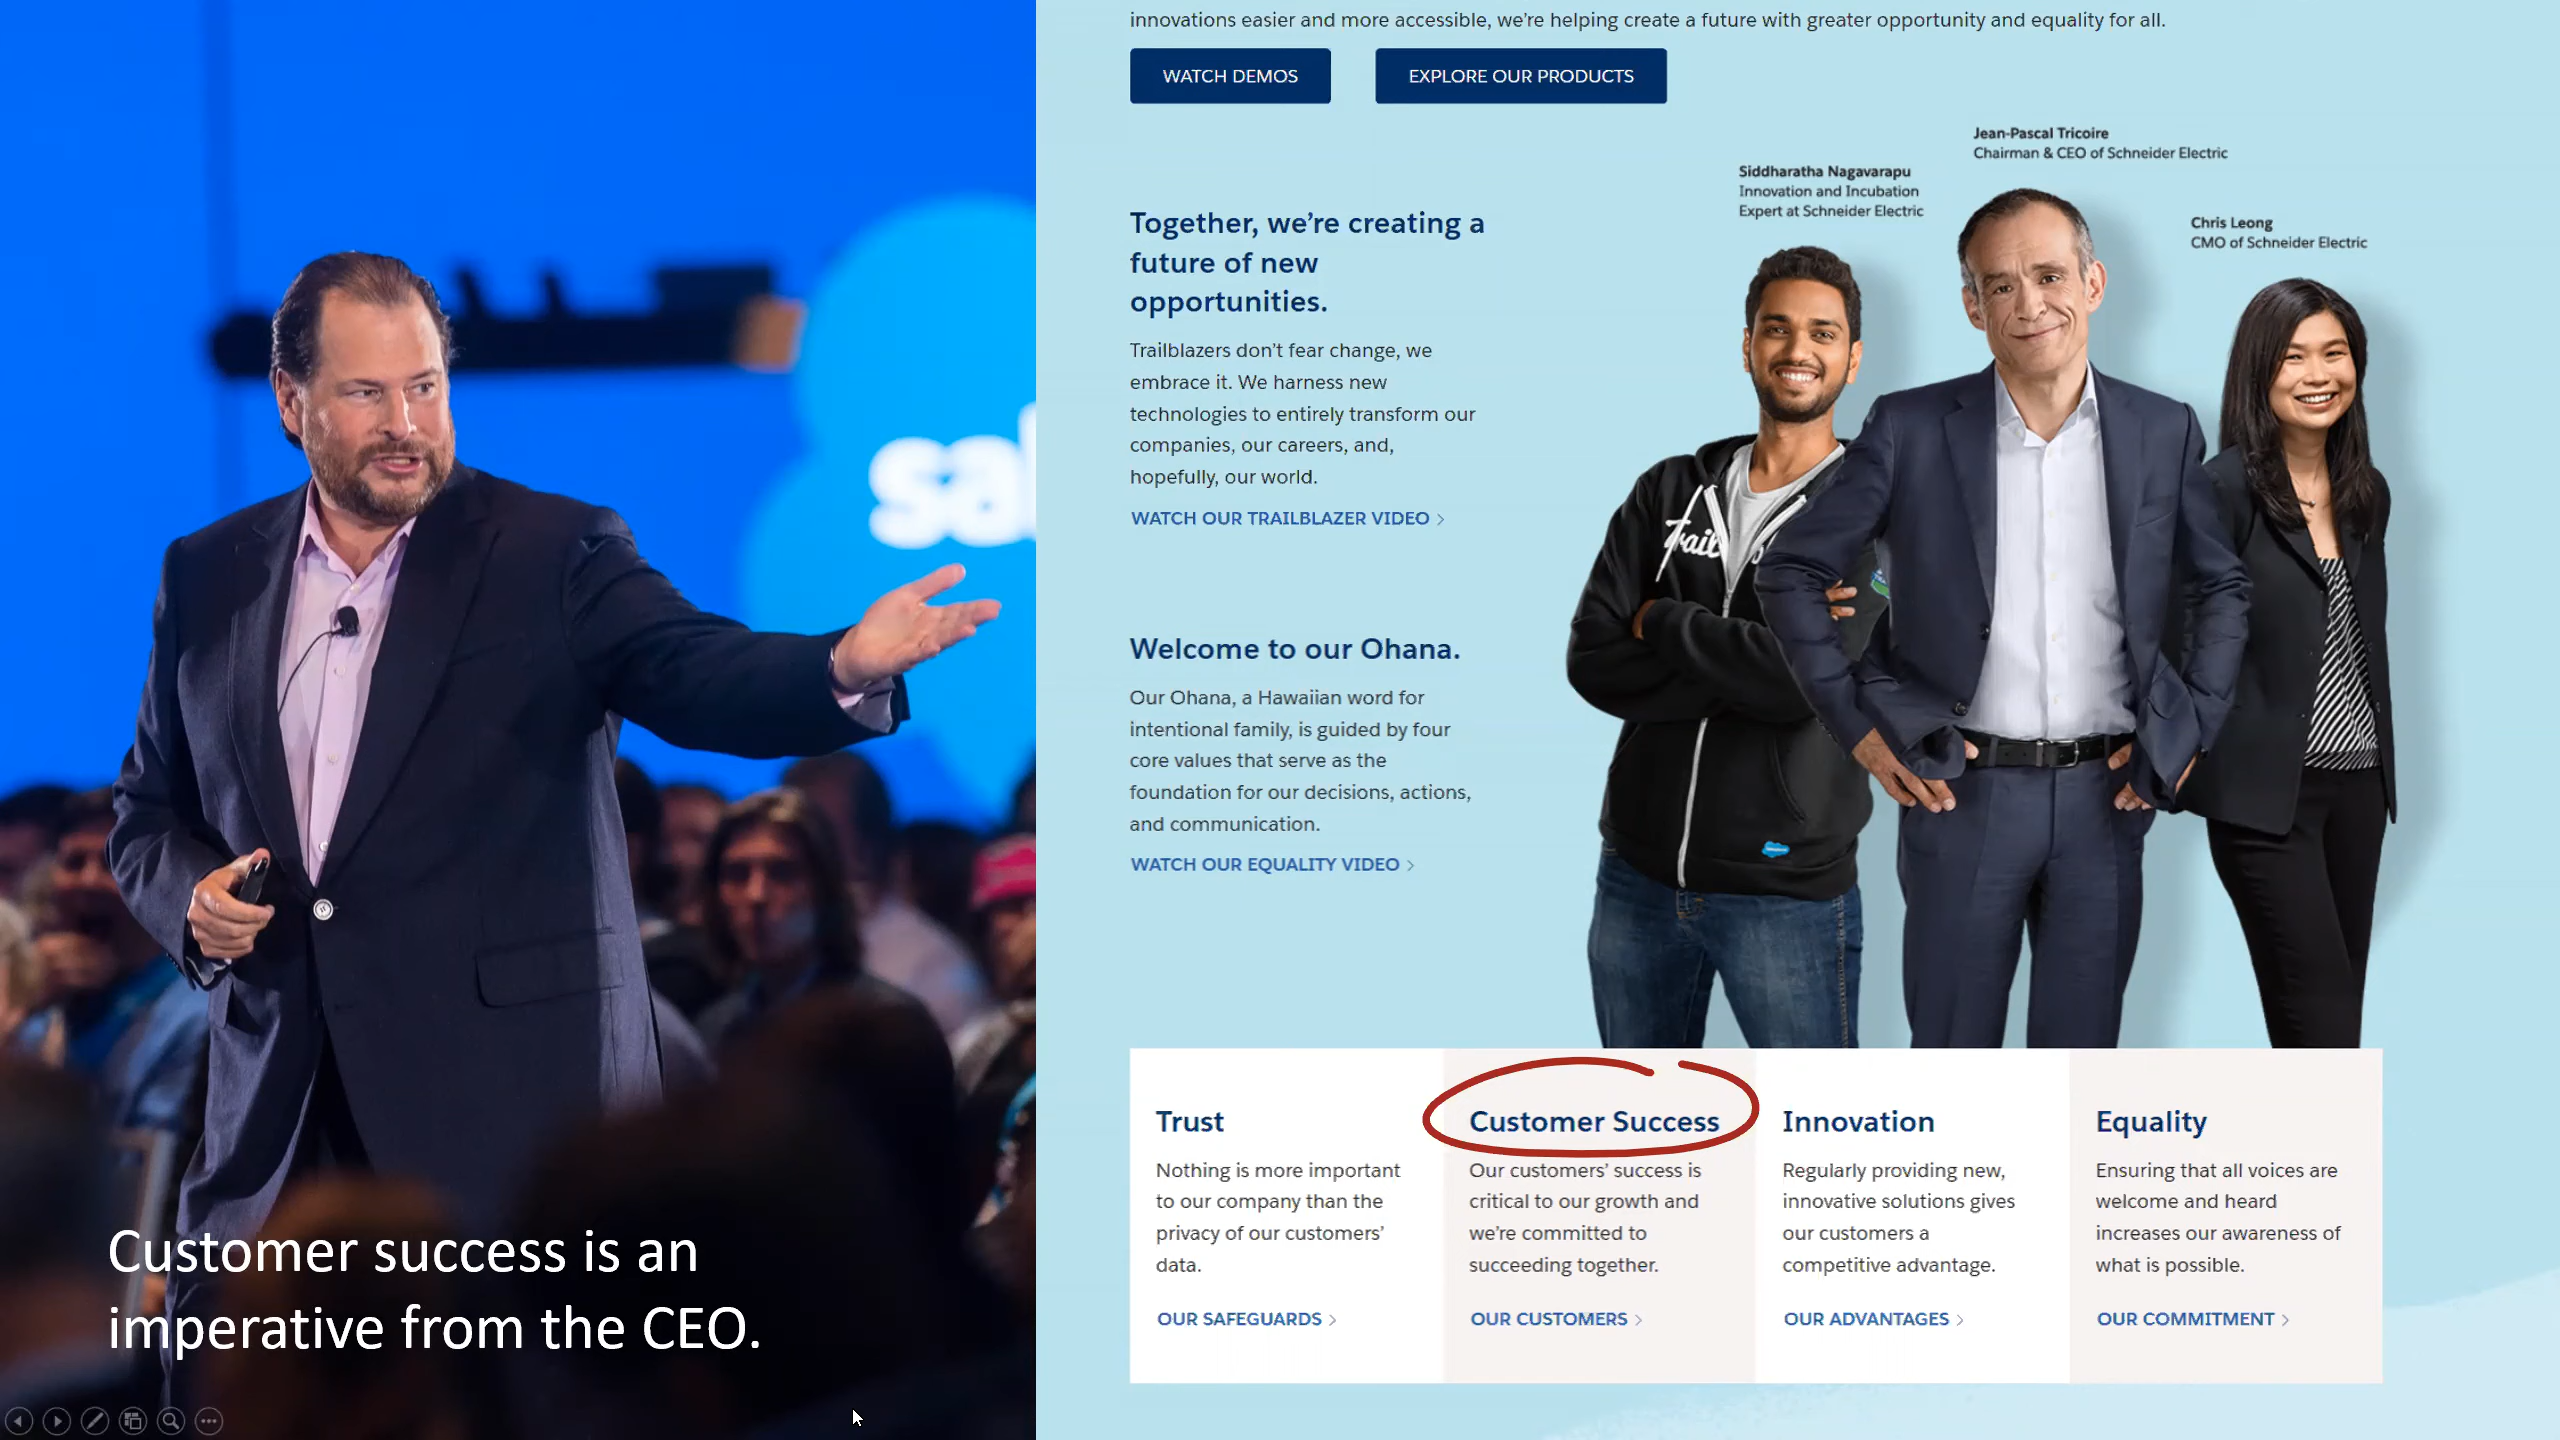 Customer success is an
imperative from the CEO.
innovations easier and more accessible, we’re helping create a future with greater opportunity and equality for all.
WATCH DEMOS
EXPLORE OUR PRODUCTS
Together, we’re creating a
future of new
opportunities.
Trailblazers don’t fear change, we
embrace it. We harness new
technologies to entirely transform our
companies, our careers, and,
hopefully, our world.
WATCH OUR TRAILBLAZER VIDEO >
Siddharatha Nagavarapu
Innovation and Incubation
Expert at Schneider Electric
Jean-Pascal Tricoire
Chairman & CEO of Schneider Electric
Chris Leong
CMO of Schneider Electric
Welcome to our Ohana.
Our Ohana, a Hawaiian word for
intentional family, is guided by four
core values that serve as the
foundation for our decisions, actions,
and communication.
WATCH OUR EQUALITY VIDEO >
Trust
Nothing is more important
to our company than the
privacy of our customers’
data.
OUR SAFEGUARDS >
Customer Success
Our customers’ success is
critical to our growth and
we’re committed to
succeeding together.
OUR CUSTOMERS >
Innovation
Regularly providing new,
innovative solutions gives
our customers a
competitive advantage.
OUR ADVANTAGES >
Equality
Ensuring that all voices are
welcome and heard
increases our awareness of
what is possible.
OUR COMMITMENT >